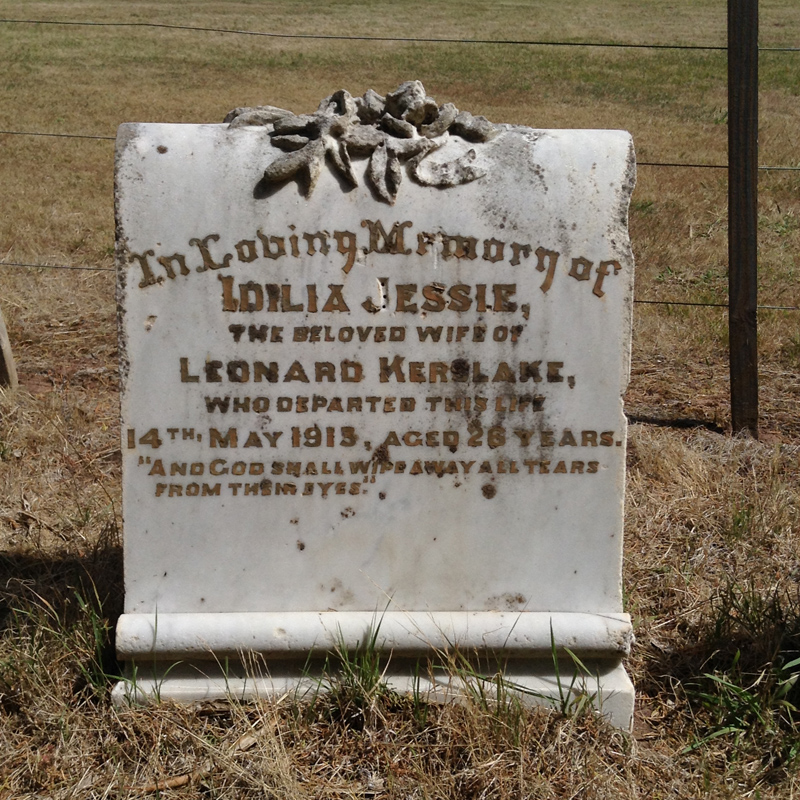 In Loving Memory of
IDILIA JESSIE,
THE BELOVED WIFE OF
LEONARD KERSLAKE,
WHO DEPARTED THIS LIFE
14TH. MAY 1913, AGED 26 YEARS.
"AND GOD SHALL WIPE AWAY ALL TEARS
FROM THEIR EYES."